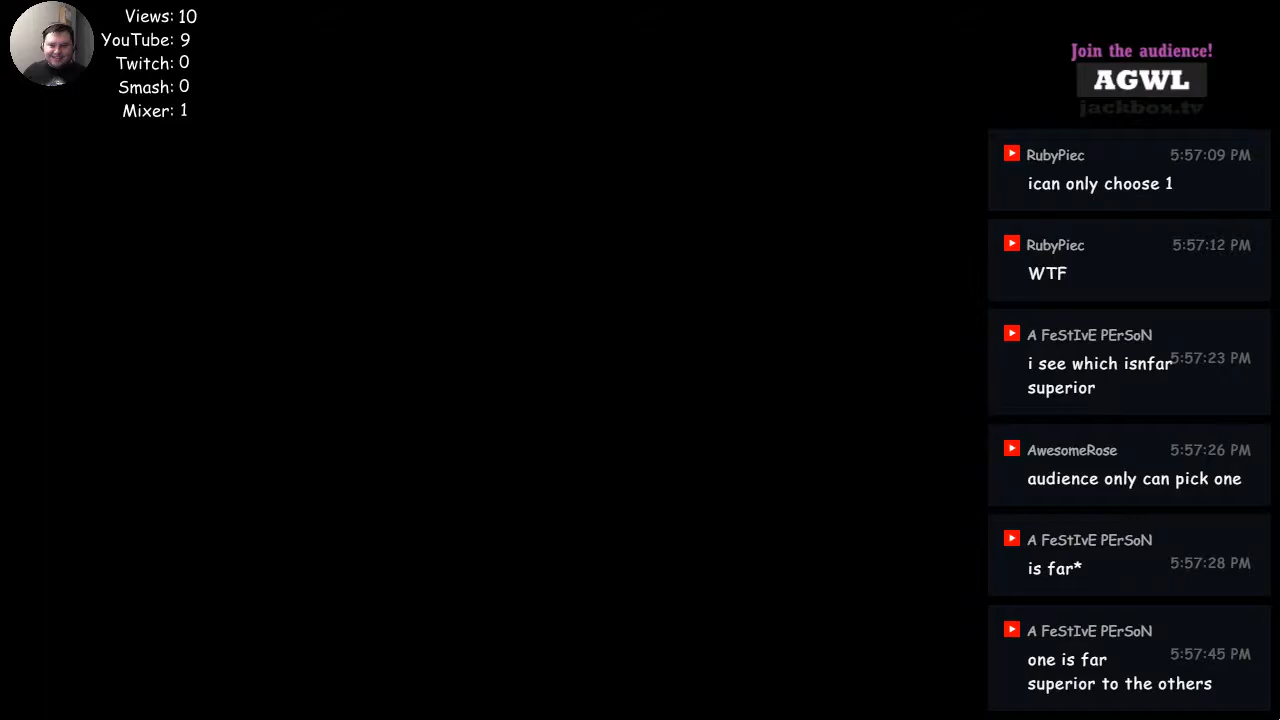 Views: 10
YouTube: 9
Twitch: 0
Smash: 0
Mixer: 1
Join the audience!
AGWL
jackbox.tv
RubyPiec 5:57:09 PM
ican only choose 1
RubyPiec 5:57:12 PM
WTF
A FeStIvE PErSoN
i see which isnfar 5:57:23 PM
superior
AwesomeRose 5:57:26 PM
audience only can pick one
A FeStIvE PErSoN
is far* 5:57:28 PM
A FeStIvE PErSoN
one is far 5:57:45 PM
superior to the others